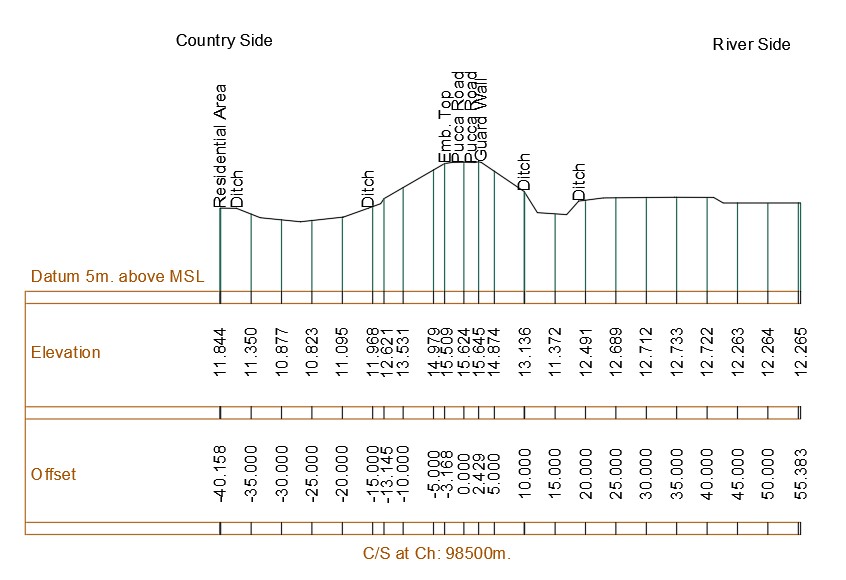 Country Side
River Side
Residential Area
Ditch
Ditch
Emb. Top
Pucca Road
Pucca Road
Guard Wall
Ditch
Ditch
Datum 5m. above MSL
Elevation
11.844 11.350 10.877 10.823 11.095 11.968 12.621 13.531 14.979 15.509 15.624 15.645 14.874 13.136 11.372 12.491 12.689 12.712 12.733 12.722 12.263 12.264 12.265
Offset
-40.158 -35.000 -30.000 -25.000 -20.000 -15.000 -13.145 -10.000 -5.000 -3.168 0.000 2.429 5.000 10.000 15.000 20.000 25.000 30.000 35.000 40.000 45.000 50.000 55.383
C/S at Ch: 98500m.